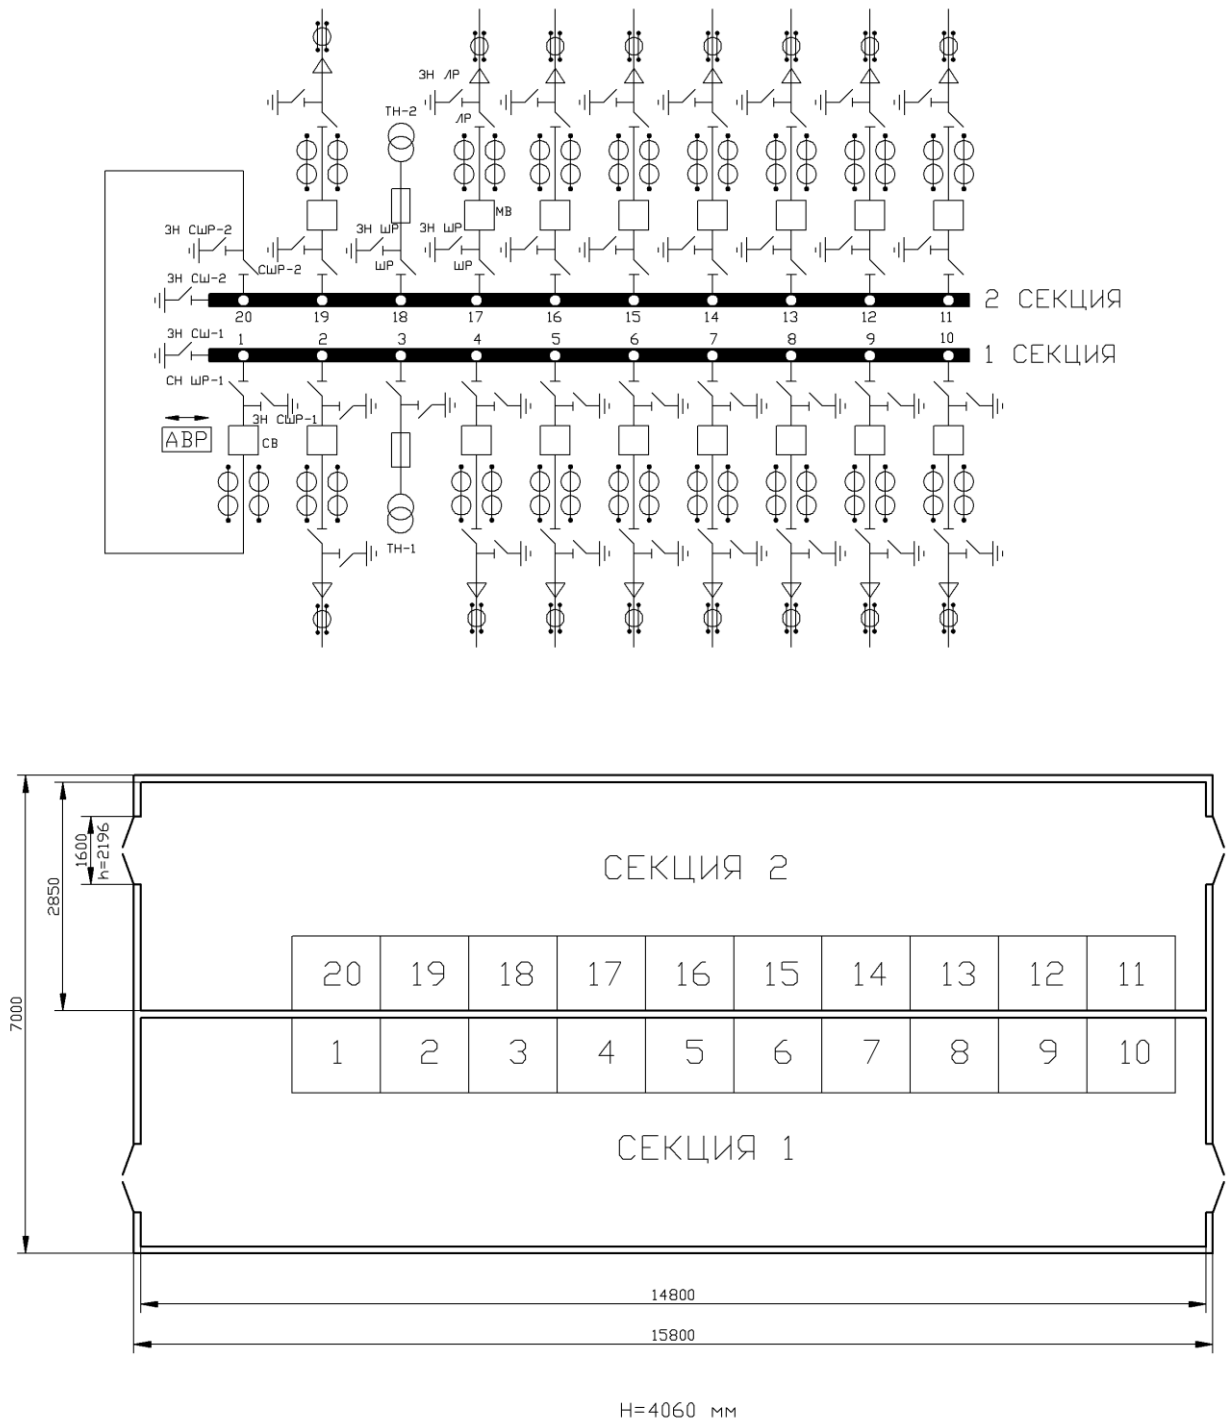 ТН-2
ЗН ЛР
ЛР
МВ
ЗН СШР-2
ЗН ШР
ЗН ШР
СШР-2
ШР
ШР
ЗН СШ-2
20 19 18 17 16 15 14 13 12 11
2 СЕКЦИЯ
ЗН СШ-1
1 2 3 4 5 6 7 8 9 10
1 СЕКЦИЯ
СН ШР-1
ЗН СШР-1
АВР
СВ
ТН-1
7000
2850
1600
h=2196
СЕКЦИЯ 2
20 19 18 17 16 15 14 13 12 11
1 2 3 4 5 6 7 8 9 10
СЕКЦИЯ 1
14800
15800
Н=4060 мм